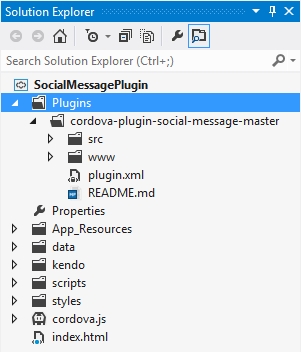 Solution Explorer
Search Solution Explorer (Ctrl+;)
SocialMessagePlugin
Plugins
cordova-plugin-social-message-master
src
www
plugin.xml
README.md
Properties
App_Resources
data
kendo
scripts
styles
cordova.js
index.html